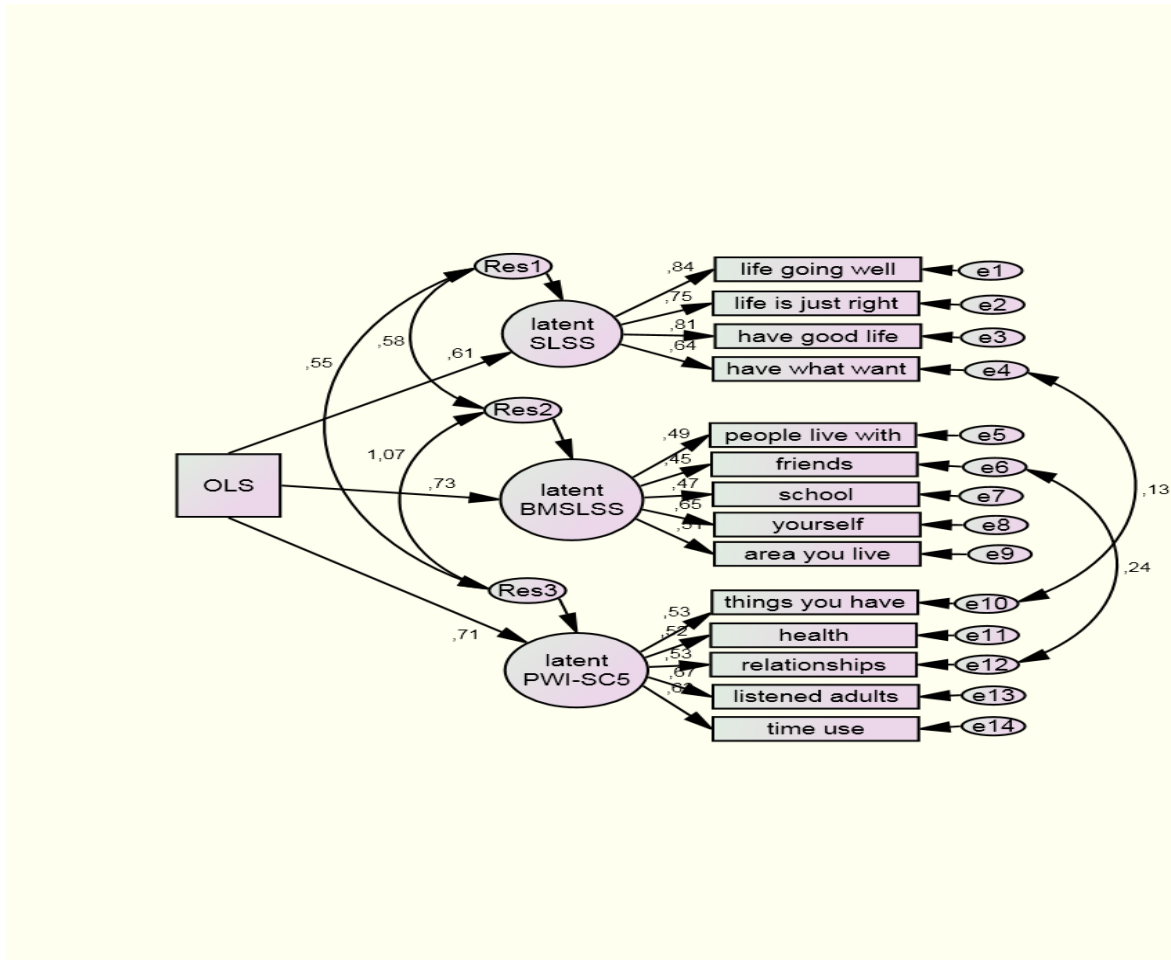 Res1
,84
life going well
e1
,75
life is just right
e2
latent
SLSS
,81
have good life
e3
,64
have what want
e4
,58
,55
,61
Res2
,49
people live with
e5
,45
friends
e6
1,07
OLS
,73
latent
BMSLSS
,47
school
e7
,65
yourself
e8
area you live
e9
,13
,24
Res3
,53
things you have
e10
,52
health
e11
,71
latent
PWI-SC5
,53
relationships
e12
,67
listened adults
e13
time use
e14